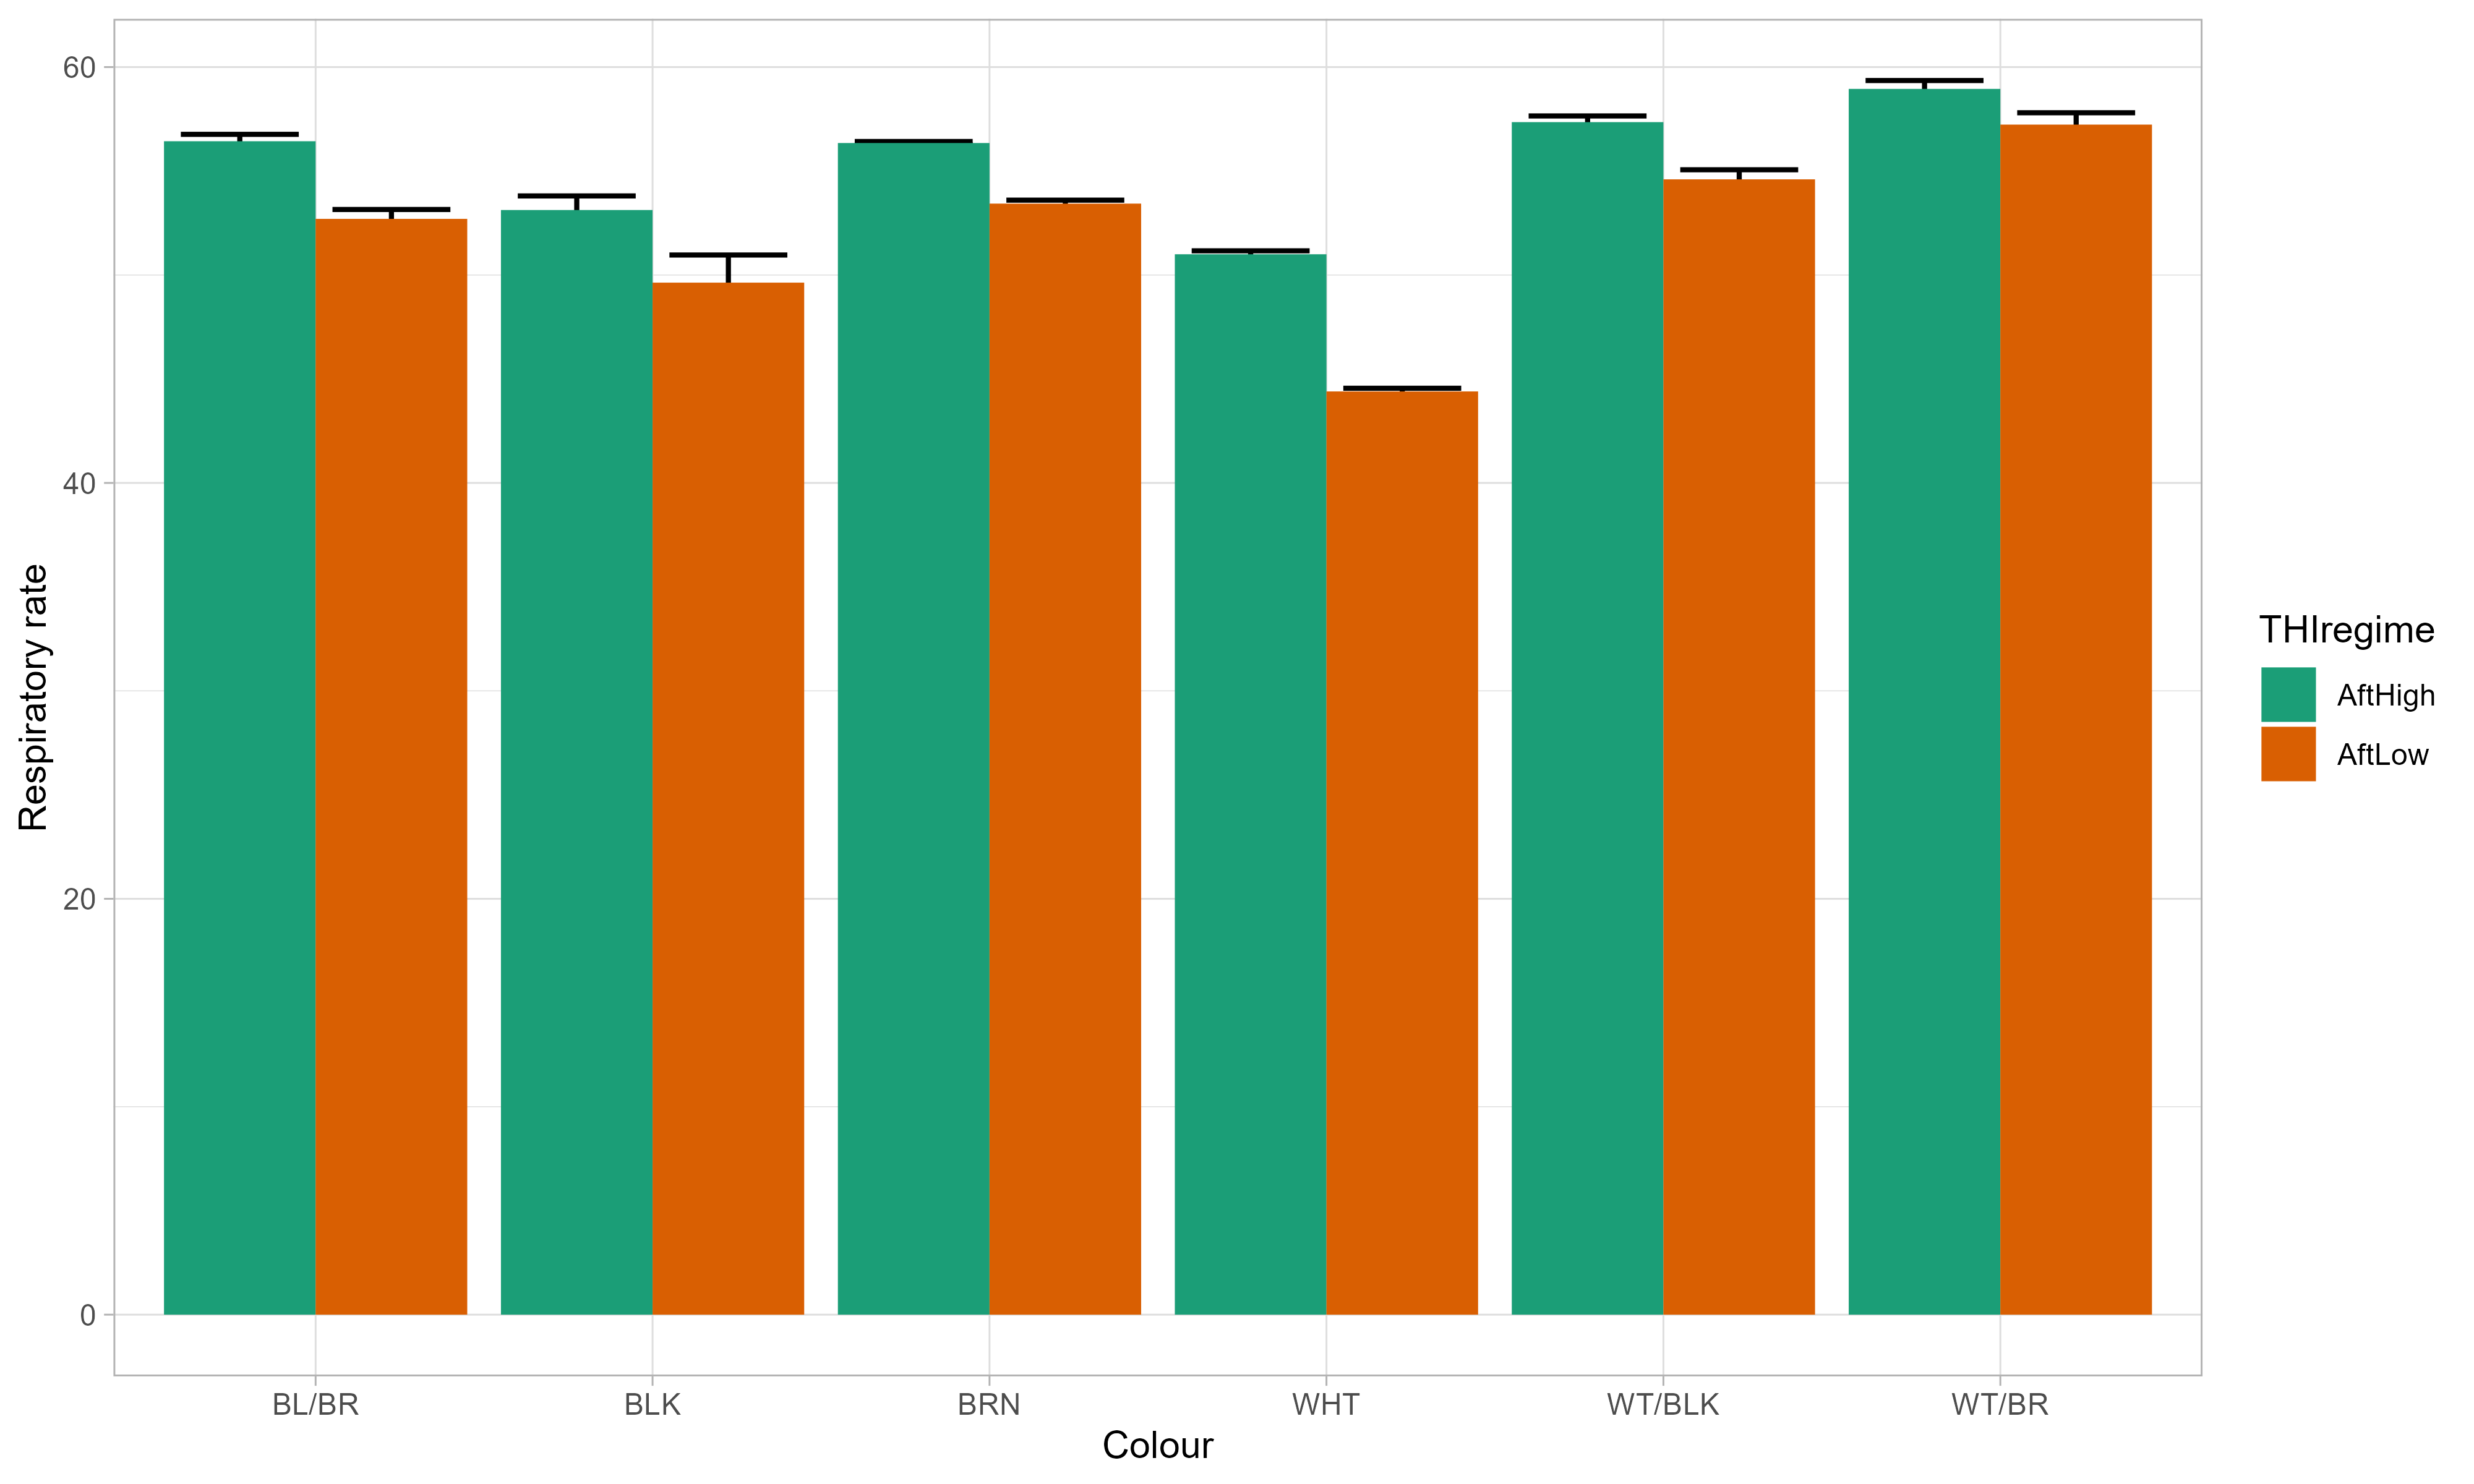 60
40
20
0
Respiratory rate
BL/BR
BLK
BRN
WHT
WT/BLK
WT/BR
Colour
THIregime
AftHigh
AftLow